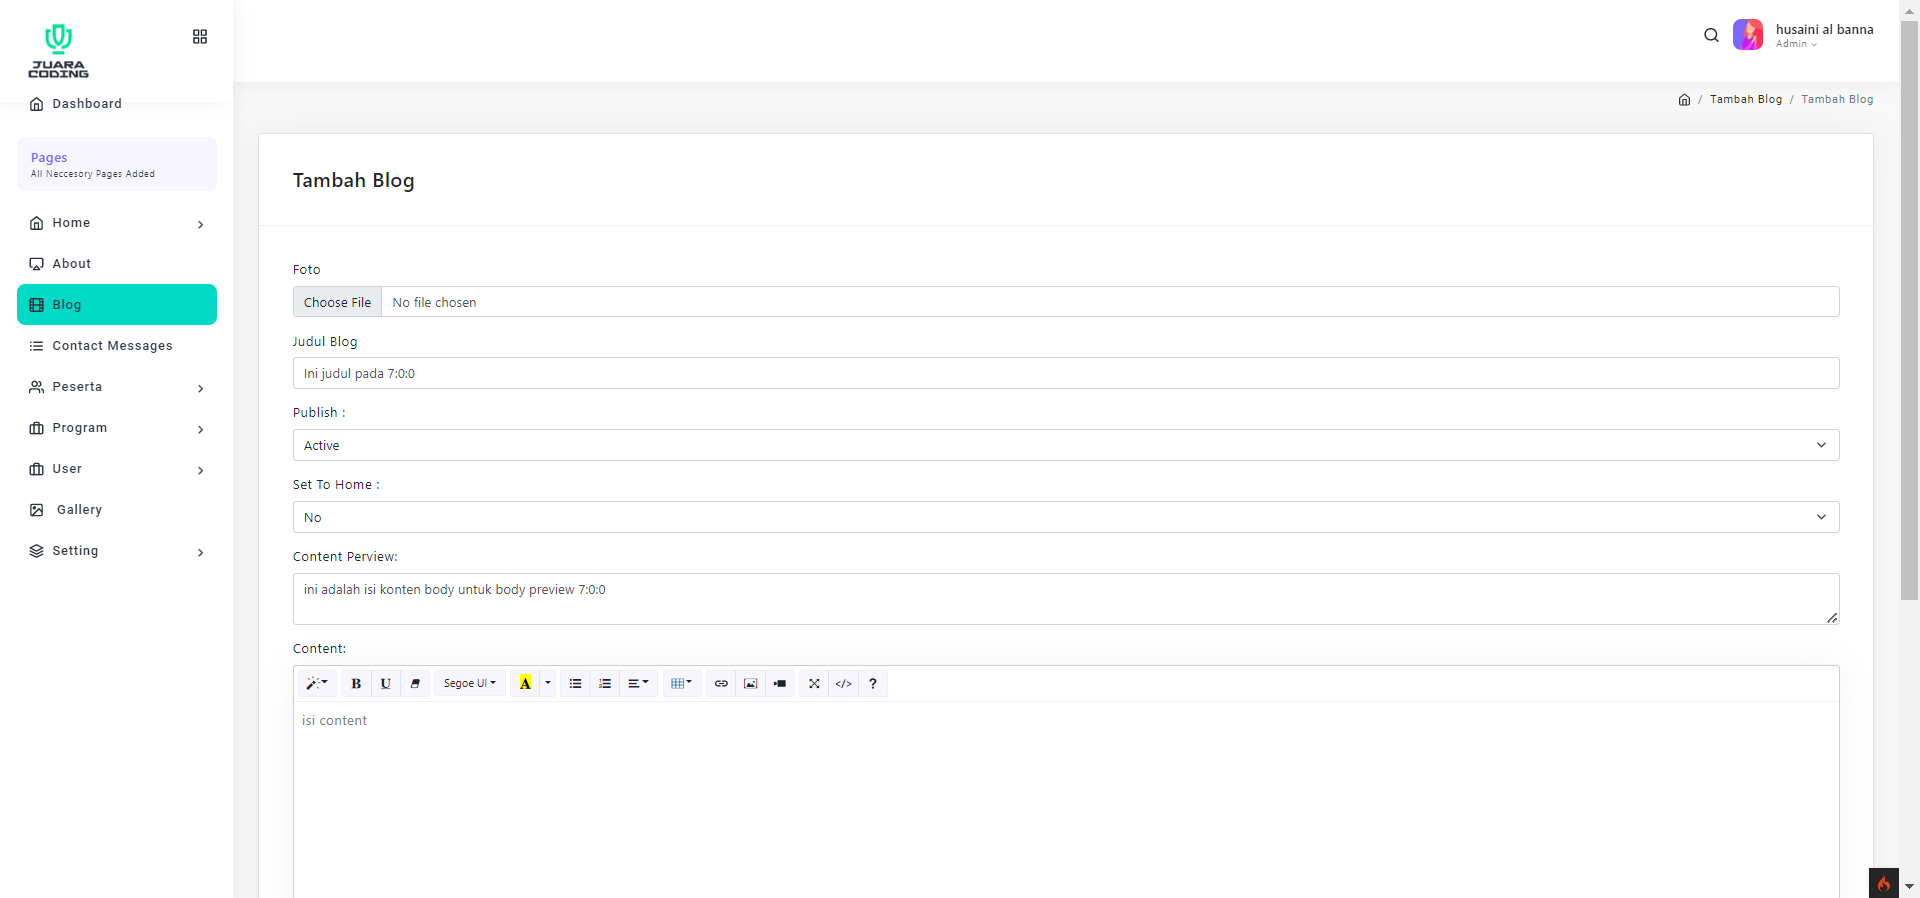 JUARA
CODING
husaini al banna
Admin
Dashboard
/ Tambah Blog / Tambah Blog
Pages
All Neccesory Pages Added
Home
About
Blog
Contact Messages
Peserta
Program
User
Gallery
Setting
Tambah Blog
Foto
Choose File No file chosen
Judul Blog
Ini judul pada 7:0:0
Publish :
Active
Set To Home :
No
Content Perview:
ini adalah isi konten body untuk body preview 7:0:0
Content:
B U Segoe UI A </> ?
isi content